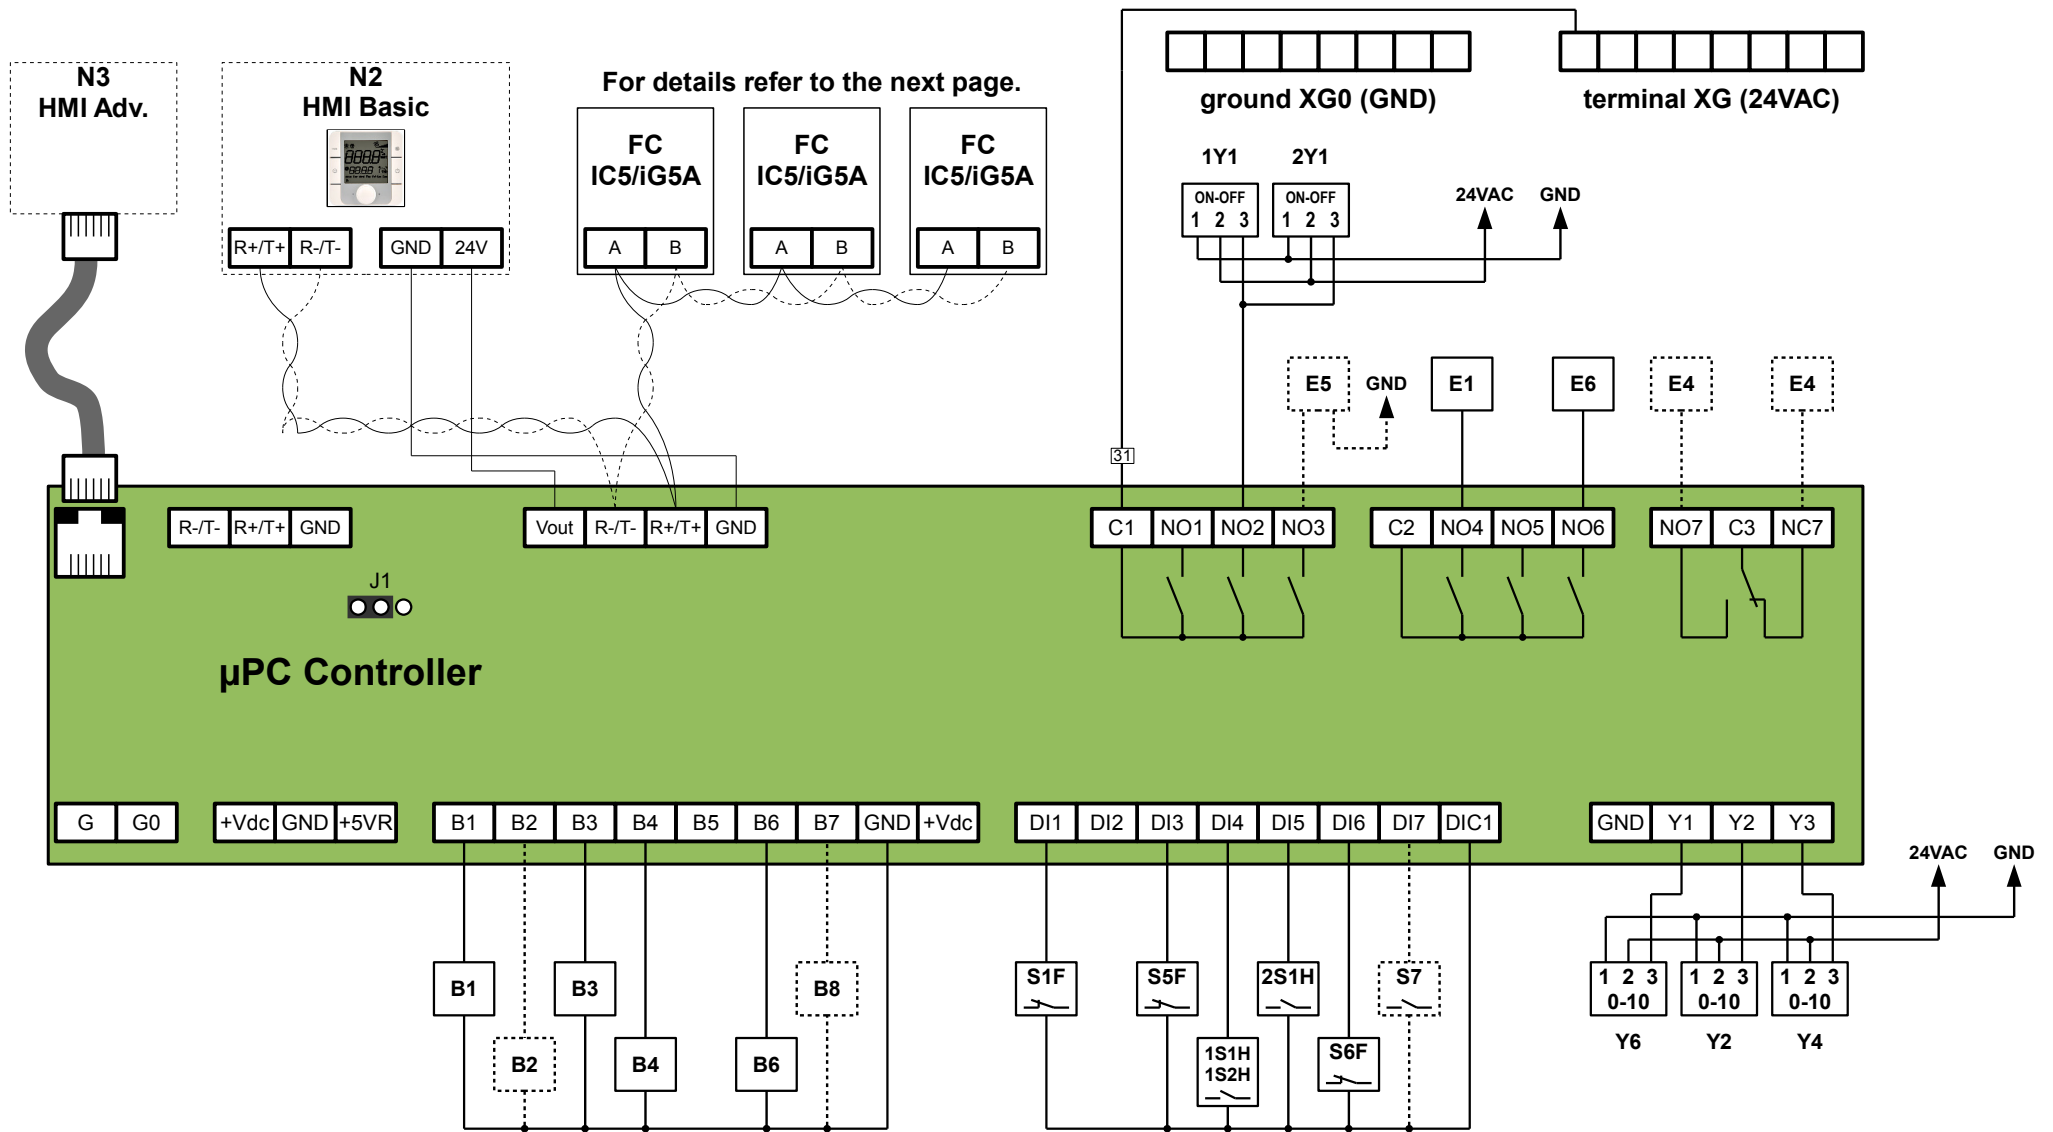 N3
HMI Adv.
N2
HMI Basic
R+/T+ R-/T- GND 24V
For details refer to the next page.
FC
IC5/iG5A
A B
FC
IC5/iG5A
A B
FC
IC5/iG5A
A B
ground XG0 (GND)
terminal XG (24VAC)
1Y1
ON-OFF
1 2 3
2Y1
ON-OFF
1 2 3
24VAC GND
E5 GND E1 E6 E4 E4
31
R-/T- R+/T+ GND
Vout R-/T- R+/T+ GND
C1 NO1 NO2 NO3
C2 NO4 NO5 NO6
NO7 C3 NC7
J1
µPC Controller
G G0
+Vdc GND +5VR
B1 B2 B3 B4 B5 B6 B7 GND +Vdc
DI1 DI2 DI3 DI4 DI5 DI6 DI7 DIC1
GND Y1 Y2 Y3
24VAC GND
B1 B3 B8
B2 B4 B6
S1F S5F 2S1H S7
1S1H
1S2H
S6F
1 2 3
0-10
Y6
1 2 3
0-10
Y2
1 2 3
0-10
Y4